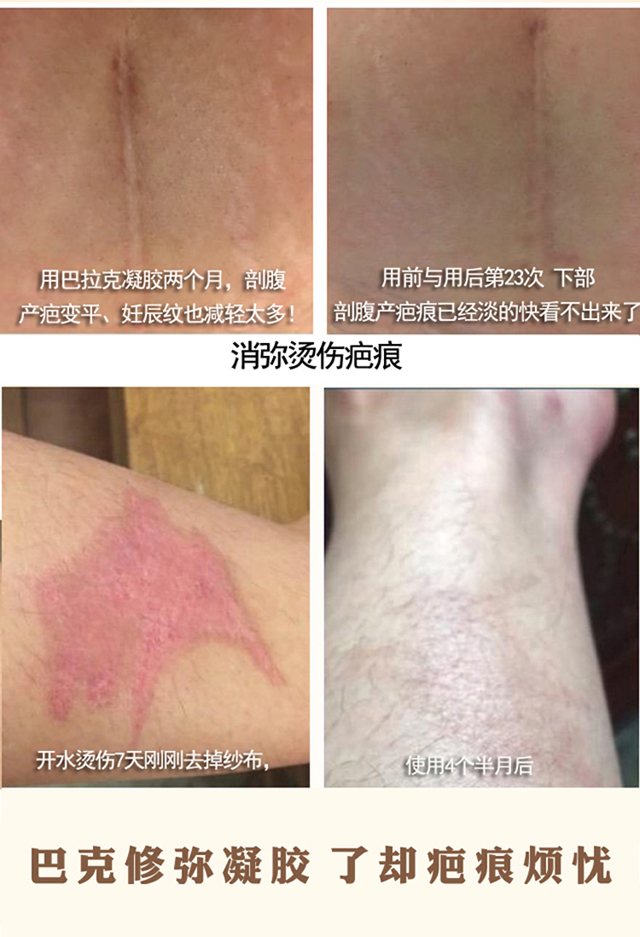 用巴拉克凝胶两个月，剖腹
产疤变平、妊辰纹也减轻太多！
用前与用后第23次 下部
剖腹产疤痕已经淡的快看不出来了
消弥烫伤疤痕
开水烫伤7天刚刚去掉纱布，
使用4个半月后
巴克修弥凝胶 了却疤痕烦忧